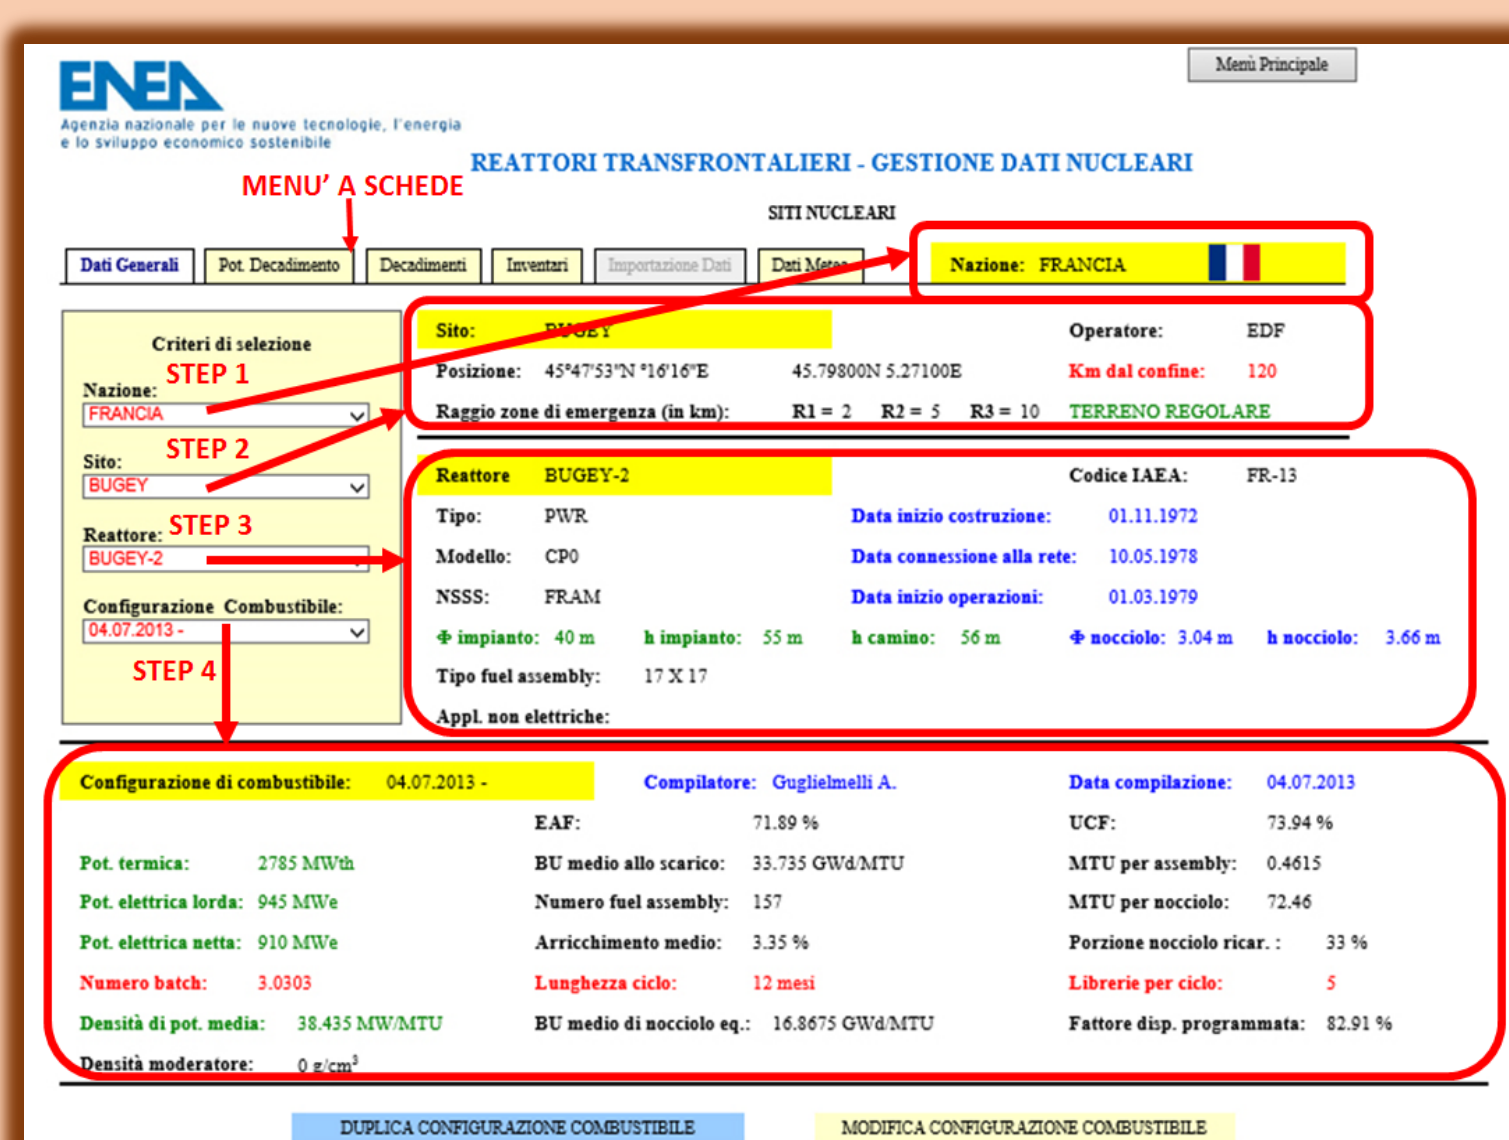 Menù Principale
ENEA
Agenzia nazionale per le nuove tecnologie, l'energia
e lo sviluppo economico sostenibile
REATTORI TRANSFRONTALIERI - GESTIONE DATI NUCLEARI
MENU' A SCHEDE
SITI NUCLEARI
Dati Generali Pot. Decadimento Decadimenti Inventari Importazione Dati Dati Meteo Nazione: FRANCIA
Criteri di selezione
STEP 1
Nazione:
FRANCIA
STEP 2
Sito:
BUGEY
Reattore: STEP 3
BUGEY-2
Configurazione Combustibile:
04.07.2013 -
STEP 4
Sito: BUGEY Operatore: EDF
Posizione: 45°47'53"N °16'16"E 45.79800N 5.27100E Km dal confine: 120
Raggio zone di emergenza (in km): R1 = 2 R2 = 5 R3 = 10 TERRENO REGOLARE
Reattore BUGEY-2 Codice IAEA: FR-13
Tipo: PWR Data inizio costruzione: 01.11.1972
Modello: CP0 Data connessione alla rete: 10.05.1978
NSSS: FRAM Data inizio operazioni: 01.03.1979
Φ impianto: 40 m h impianto: 55 m h camino: 56 m Φ nocciolo: 3.04 m h nocciolo: 3.66 m
Tipo fuel assembly: 17 X 17
Appl. non elettriche:
Configurazione di combustibile: 04.07.2013 - Compilatore: Guglielmelli A. Data compilazione: 04.07.2013
EAF: 71.89 % UCF: 73.94 %
Pot. termica: 2785 MWth BU medio allo scarico: 33.735 GWd/MTU MTU per assembly: 0.4615
Pot. elettrica lorda: 945 MWe Numero fuel assembly: 157 MTU per nocciolo: 72.46
Pot. elettrica netta: 910 MWe Arricchimento medio: 3.35 % Porzione nocciolo ricar. : 33 %
Numero batch: 3.0303 Lunghezza ciclo: 12 mesi Librerie per ciclo: 5
Densità di pot. media: 38.435 MW/MTU BU medio di nocciolo eq.: 16.8675 GWd/MTU Fattore disp. programmata: 82.91 %
Densità moderatore: 0 g/cm³
DUPLICA CONFIGURAZIONE COMBUSTIBILE MODIFICA CONFIGURAZIONE COMBUSTIBILE